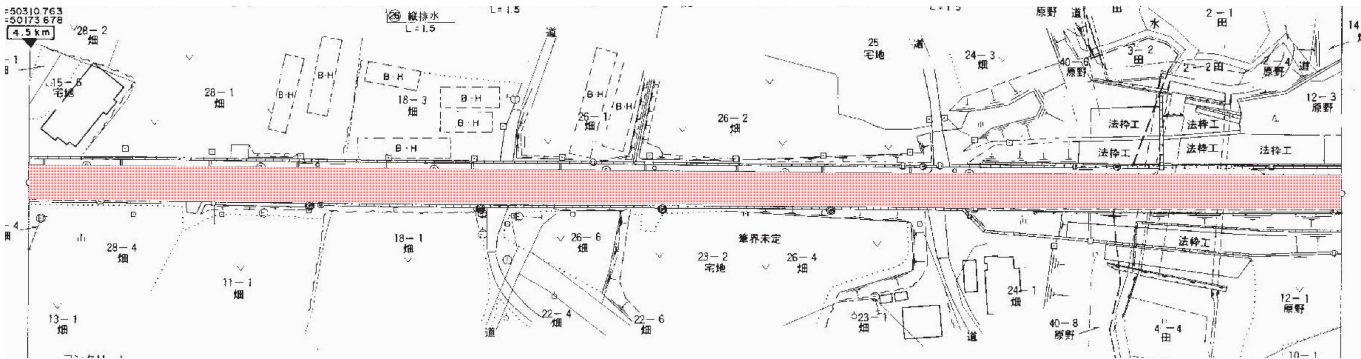 =50310.763
=50173.678
4.5km
28-2
畑
15-5
宅地
28-1
畑
B・H
B・H
B・H
18-3
畑
B・H
B・H
B・H
26 縦排水
L=1.5
道
B・H
B・H
26-1
畑
26-2
畑
25
宅地
道
24-3
畑
原野
道
田
水
2-1
田
3-2
田
40-8
原野
2-2
田
2-4
原野
道
14
12-3
原野
法枠工
法枠工
法枠工
法枠工
法枠工
28-4
畑
11-1
畑
13-1
畑
18-1
畑
道
26-6
畑
22-4
畑
22-6
畑
筆界未定
23-2
宅地
26-4
畑
23-1
畑
道
24-1
畑
法枠工
40-8
原野
4-4
田
12-1
原野
10-1